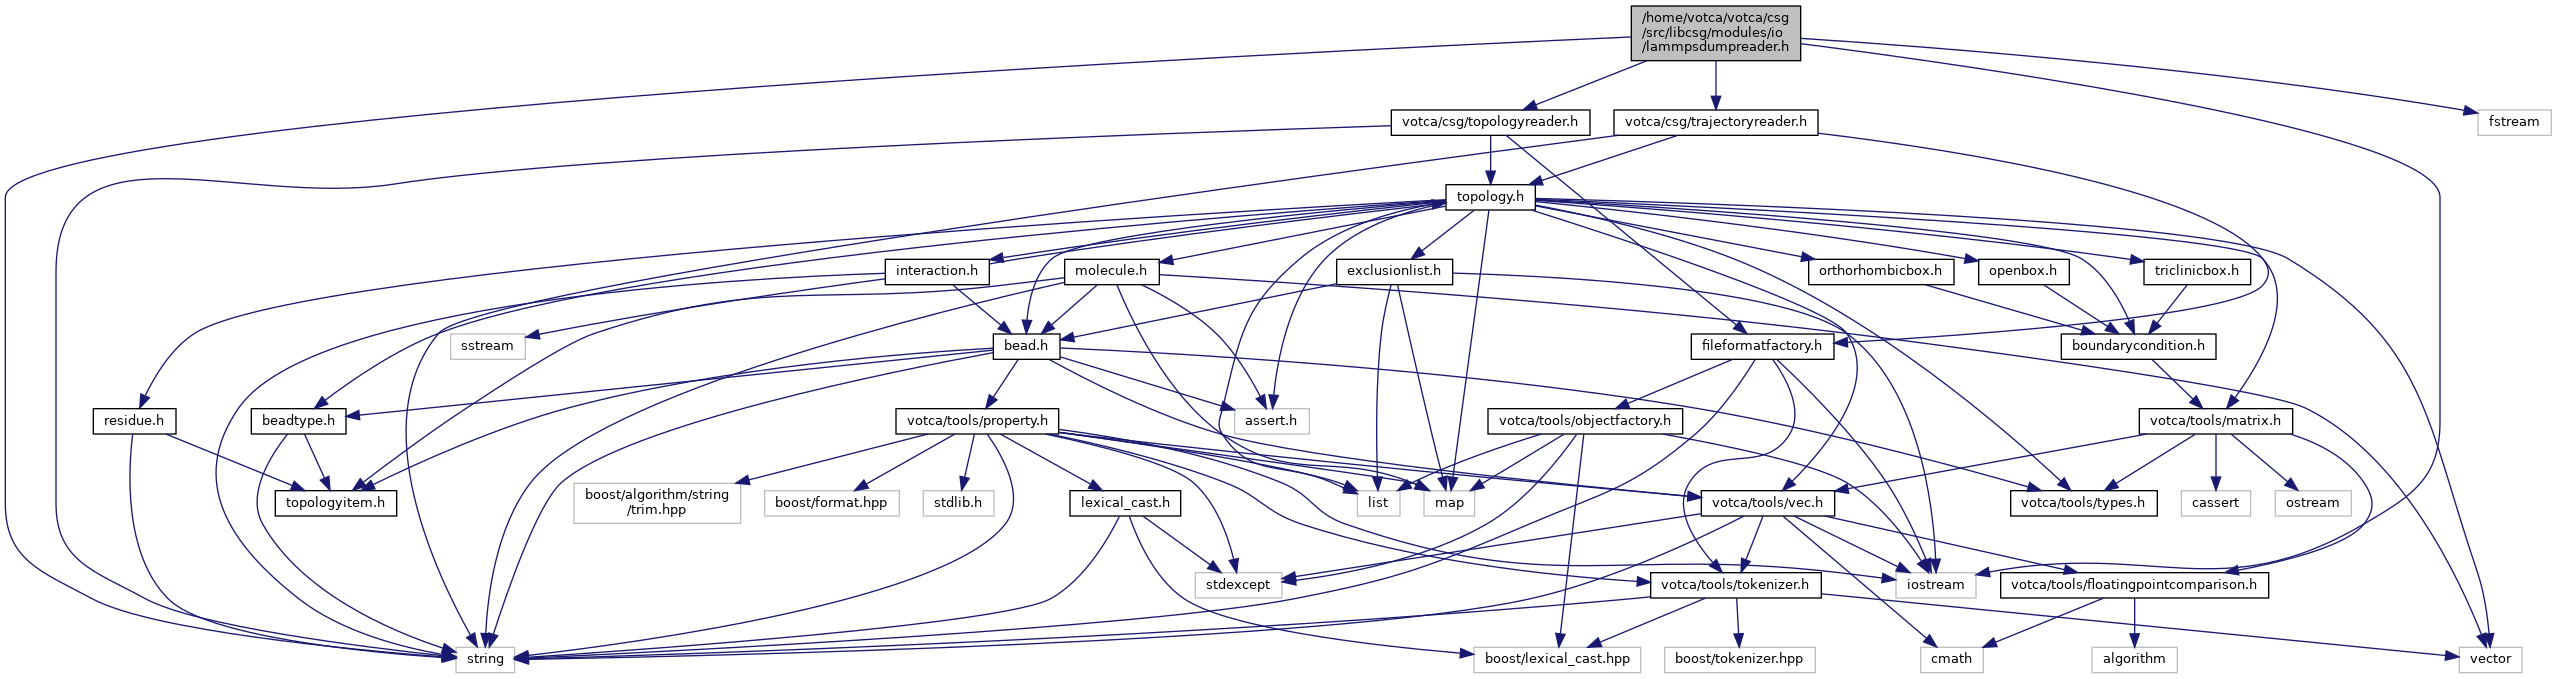 /home/votca/votca/csg
/src/libcsg/modules/io
/lammpsdumpreader.h
votca/csg/topologyreader.h
votca/csg/trajectoryreader.h
fstream
topology.h
interaction.h
molecule.h
exclusionlist.h
orthorhombicbox.h
openbox.h
triclinicbox.h
sstream
bead.h
fileformatfactory.h
boundarycondition.h
residue.h
beadtype.h
votca/tools/property.h
assert.h
votca/tools/objectfactory.h
votca/tools/matrix.h
topologyitem.h
boost/algorithm/string
/trim.hpp
boost/format.hpp
stdlib.h
lexical_cast.h
list
map
votca/tools/vec.h
votca/tools/types.h
cassert
ostream
stdexcept
votca/tools/tokenizer.h
iostream
votca/tools/floatingpointcomparison.h
string
boost/lexical_cast.hpp
boost/tokenizer.hpp
cmath
algorithm
vector